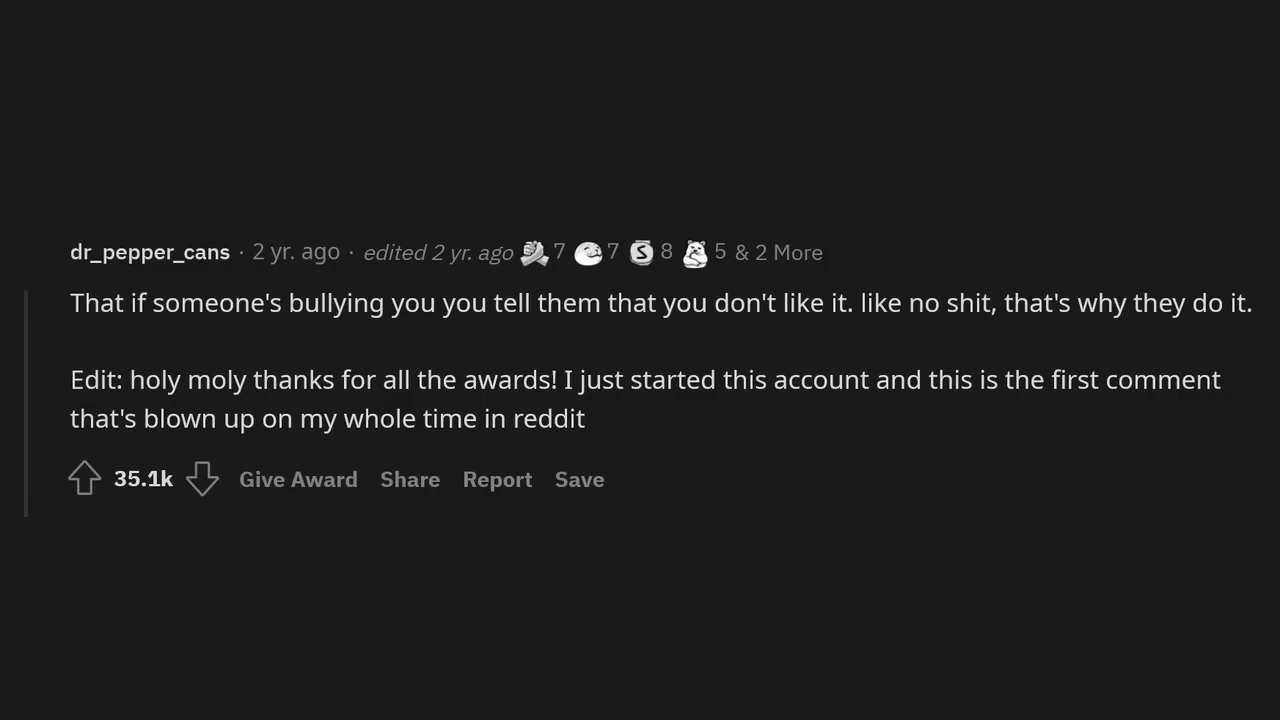 dr_pepper_cans · 2 yr. ago · edited 2 yr. ago 7 7 S 8 5 & 2 More
That if someone's bullying you you tell them that you don't like it. like no shit, that's why they do it.
Edit: holy moly thanks for all the awards! I just started this account and this is the first comment
that's blown up on my whole time in reddit
35.1k Give Award Share Report Save